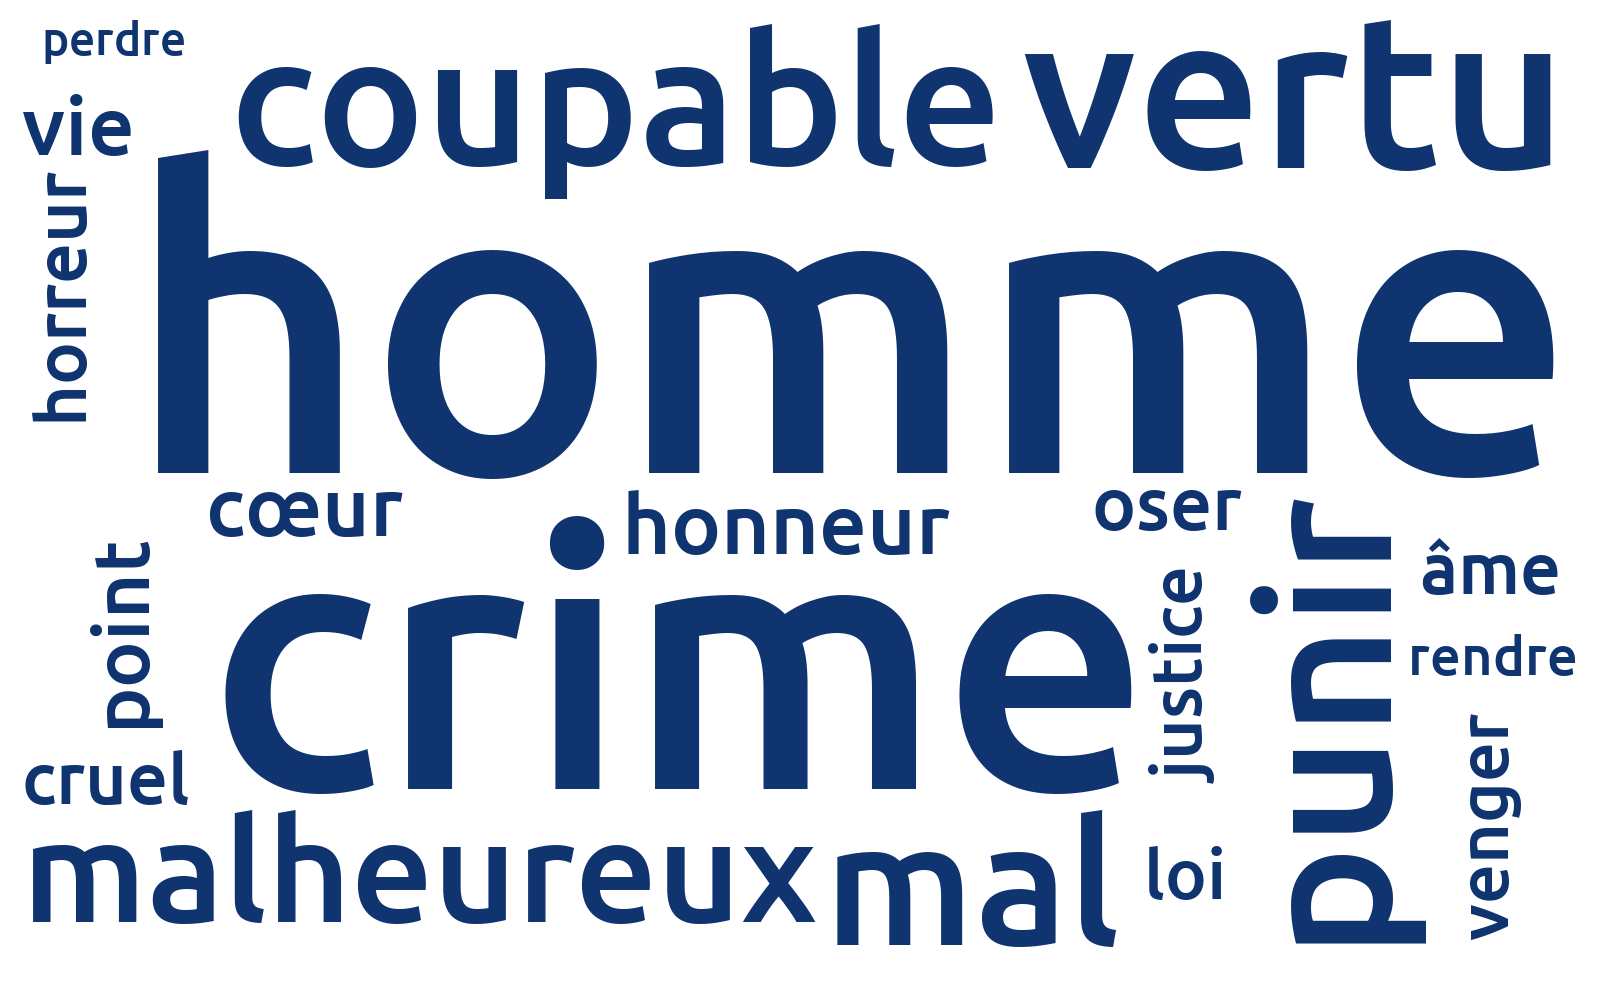 perdre
coupable
vertu
vie
homme
horreur
cœur
honneur
oser
punir
âme
point
crime
justice
rendre
cruel
venger
malheureux
mal
loi